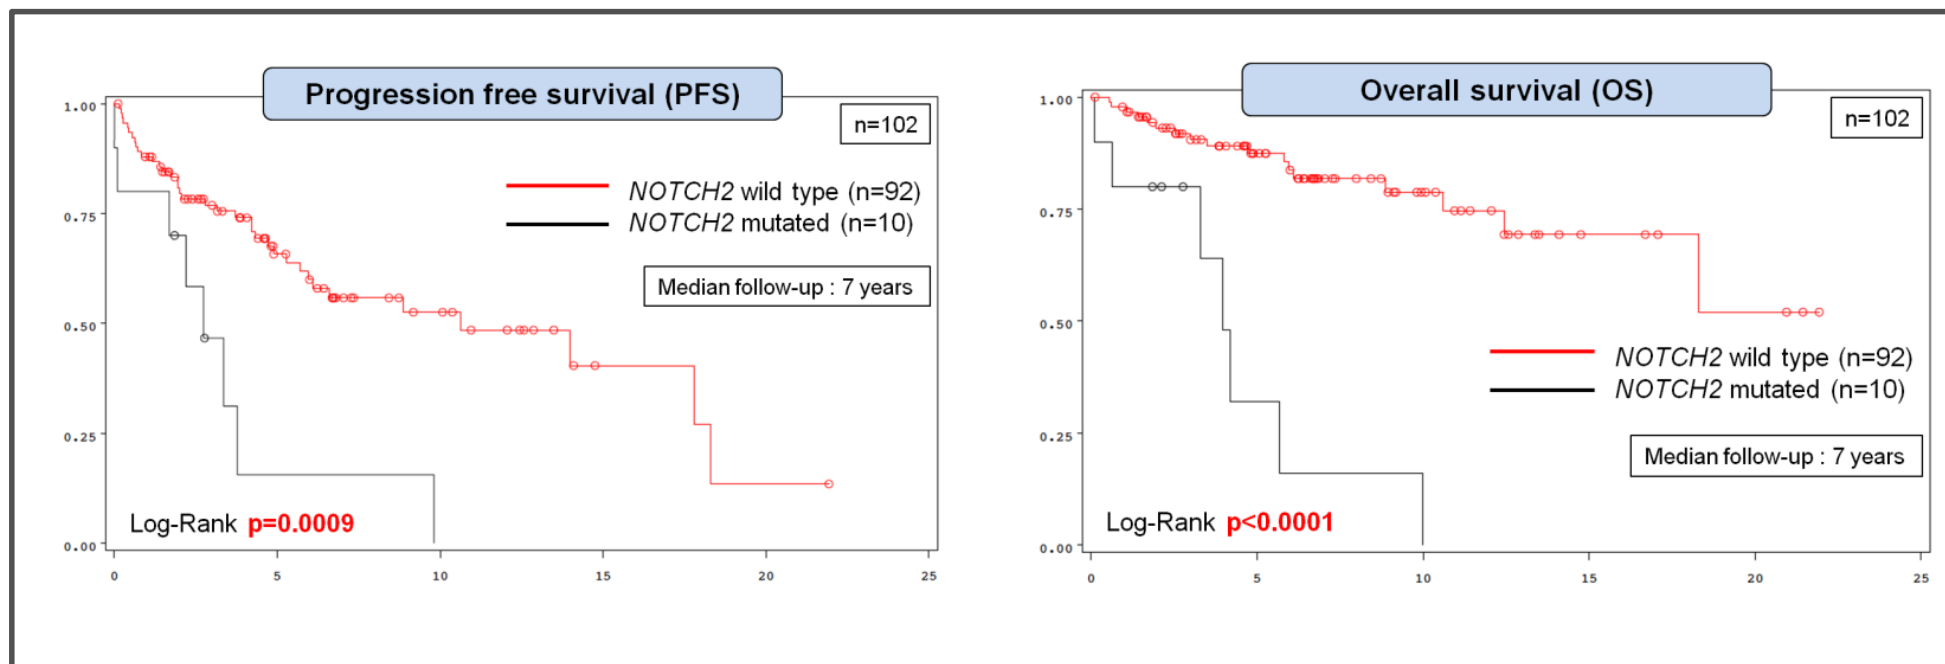 Progression free survival (PFS)
1.00
n=102
NOTCH2 wild type (n=92)
NOTCH2 mutated (n=10)
0.75
Median follow-up : 7 years
0.50
0.25
Log-Rank p=0.0009
0.00
0 5 10 15 20 25
Overall survival (OS)
1.00
n=102
0.75
0.50
NOTCH2 wild type (n=92)
NOTCH2 mutated (n=10)
0.25
Median follow-up : 7 years
Log-Rank p<0.0001
0.00
0 5 10 15 20 25